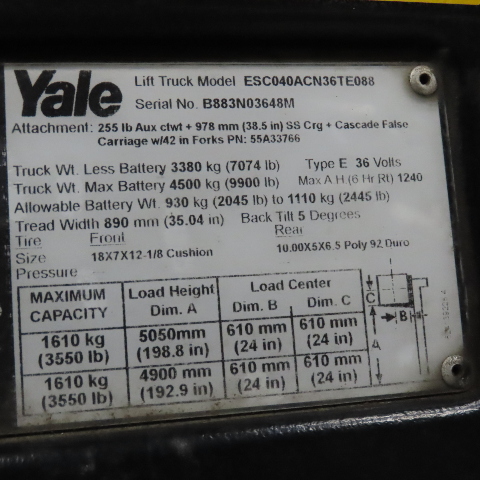 Yale
Lift Truck Model ESC040ACN36TE088
Serial No. B883N03648M
Attachment: 255 lb Aux ctwt + 978 mm (38.5 in) SS Crg + Cascade False
Carriage w/42 in Forks PN: 55A33766
Truck Wt. Less Battery 3380 kg (7074 lb) Type E 36 Volts
Truck Wt. Max Battery 4500 kg (9900 lb) Max A H (6 Hr Rt) 1240
Allowable Battery Wt. 930 kg (2045 lb) to 1110 kg (2445 lb)
Tread Width 890 mm (35.04 in) Back Tilt 5 Degrees
Tire Front Rear
Size 18X7X12-1/8 Cushion 10.00X5X6.5 Poly 92 Duro
Pressure
MAXIMUM CAPACITY Load Height Dim. A Load Center Dim. B Dim. C
1610 kg (3550 lb) 5050mm (198.8 in) 610 mm (24 in) 610 mm (24 in)
1610 kg (3550 lb) 4900 mm (192.9 in) 610 mm (24 in) 610 mm (24 in)
C
B
A